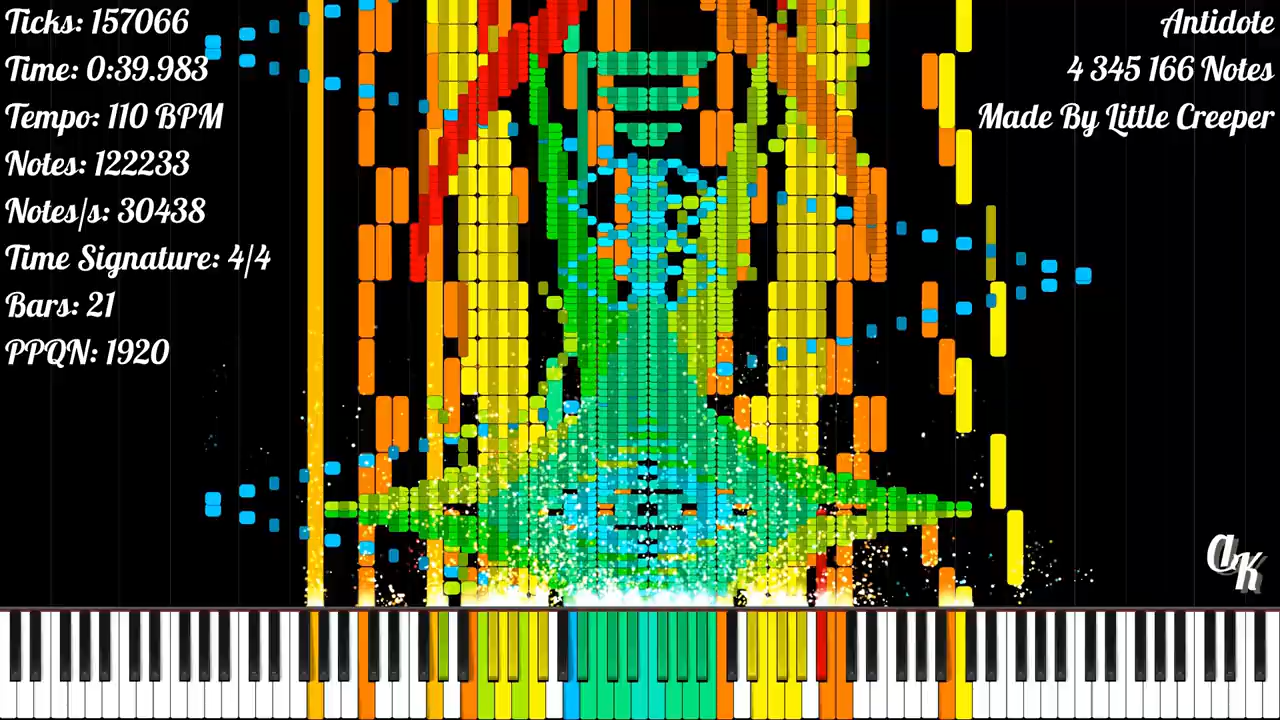 Ticks: 157066
Time: 0:39.983
Tempo: 110 BPM
Notes: 122233
Notes/s: 30438
Time Signature: 4/4
Bars: 21
PPQN: 1920
Antidote
4 345 166 Notes
Made By Little Creeper
AK